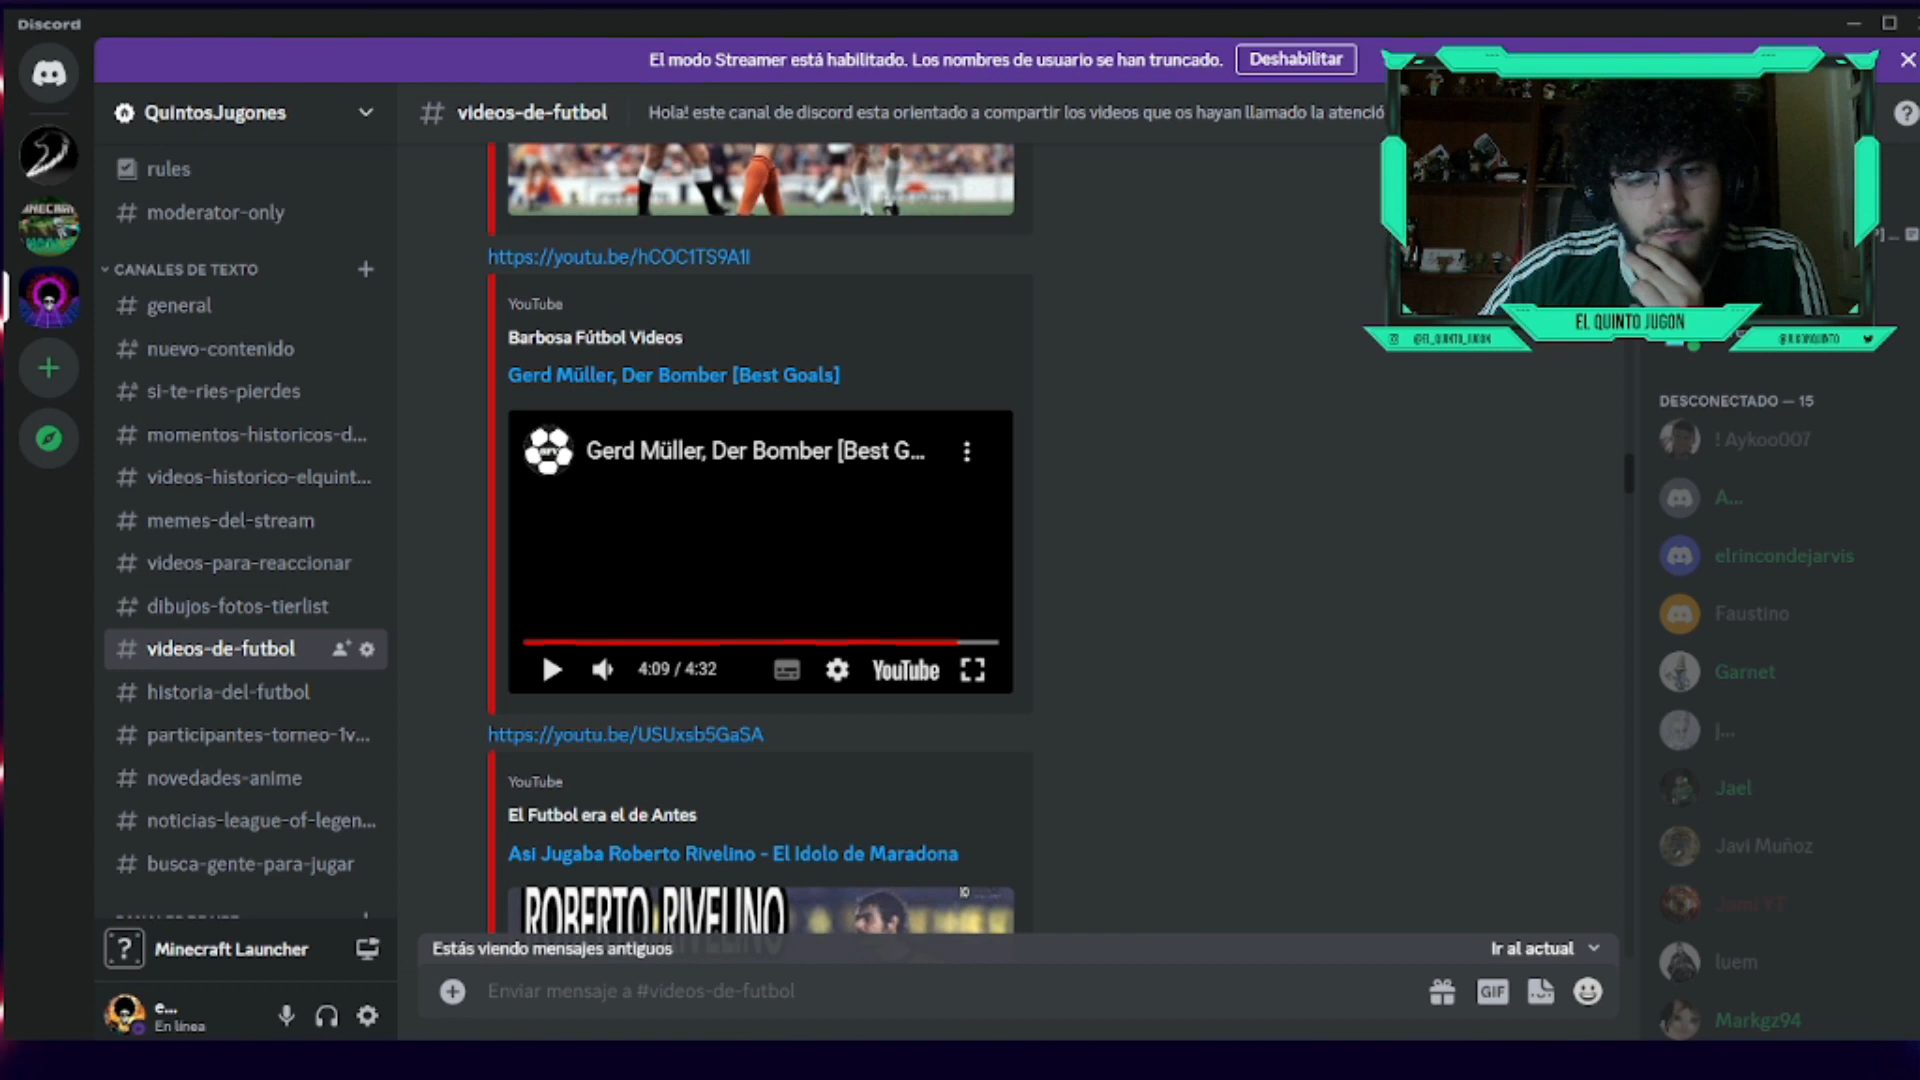 Discord
El modo Streamer está habilitado. Los nombres de usuario se han truncado.
Deshabilitar
QuintosJugones
videos-de-futbol
Hola! este canal de discord esta orientado a compartir los videos que os hayan llamado la atenció
rules
moderator-only
CANALES DE TEXTO
general
nuevo-contenido
si-te-ries-pierdes
momentos-historicos-d...
videos-historico-elquint...
memes-del-stream
videos-para-reaccionar
dibujos-fotos-tierlist
videos-de-futbol
historia-del-futbol
participantes-torneo-1v...
novedades-anime
noticias-league-of-legen...
busca-gente-para-jugar
Minecraft Launcher
e...
En línea
https://youtu.be/hCOC1TS9A1I
YouTube
Barbosa Fútbol Videos
Gerd Müller, Der Bomber [Best Goals]
Gerd Müller, Der Bomber [Best G...
4:09 / 4:32
YouTube
https://youtu.be/USUxsb5GaSA
YouTube
El Futbol era el de Antes
Asi Jugaba Roberto Rivelino - El Idolo de Maradona
ROBERTO RIVELINO
10
Estás viendo mensajes antiguos
Ir al actual
Enviar mensaje a #videos-de-futbol
GIF
EL QUINTO JUGON
@EL_QUINTO_JUGON
@JUGONQUINTO
DESCONECTADO — 15
! Aykoo007
A...
elrincondejarvis
Faustino
Garnet
j...
Jael
Javi Muñoz
Jomi YT
luem
Markgz94